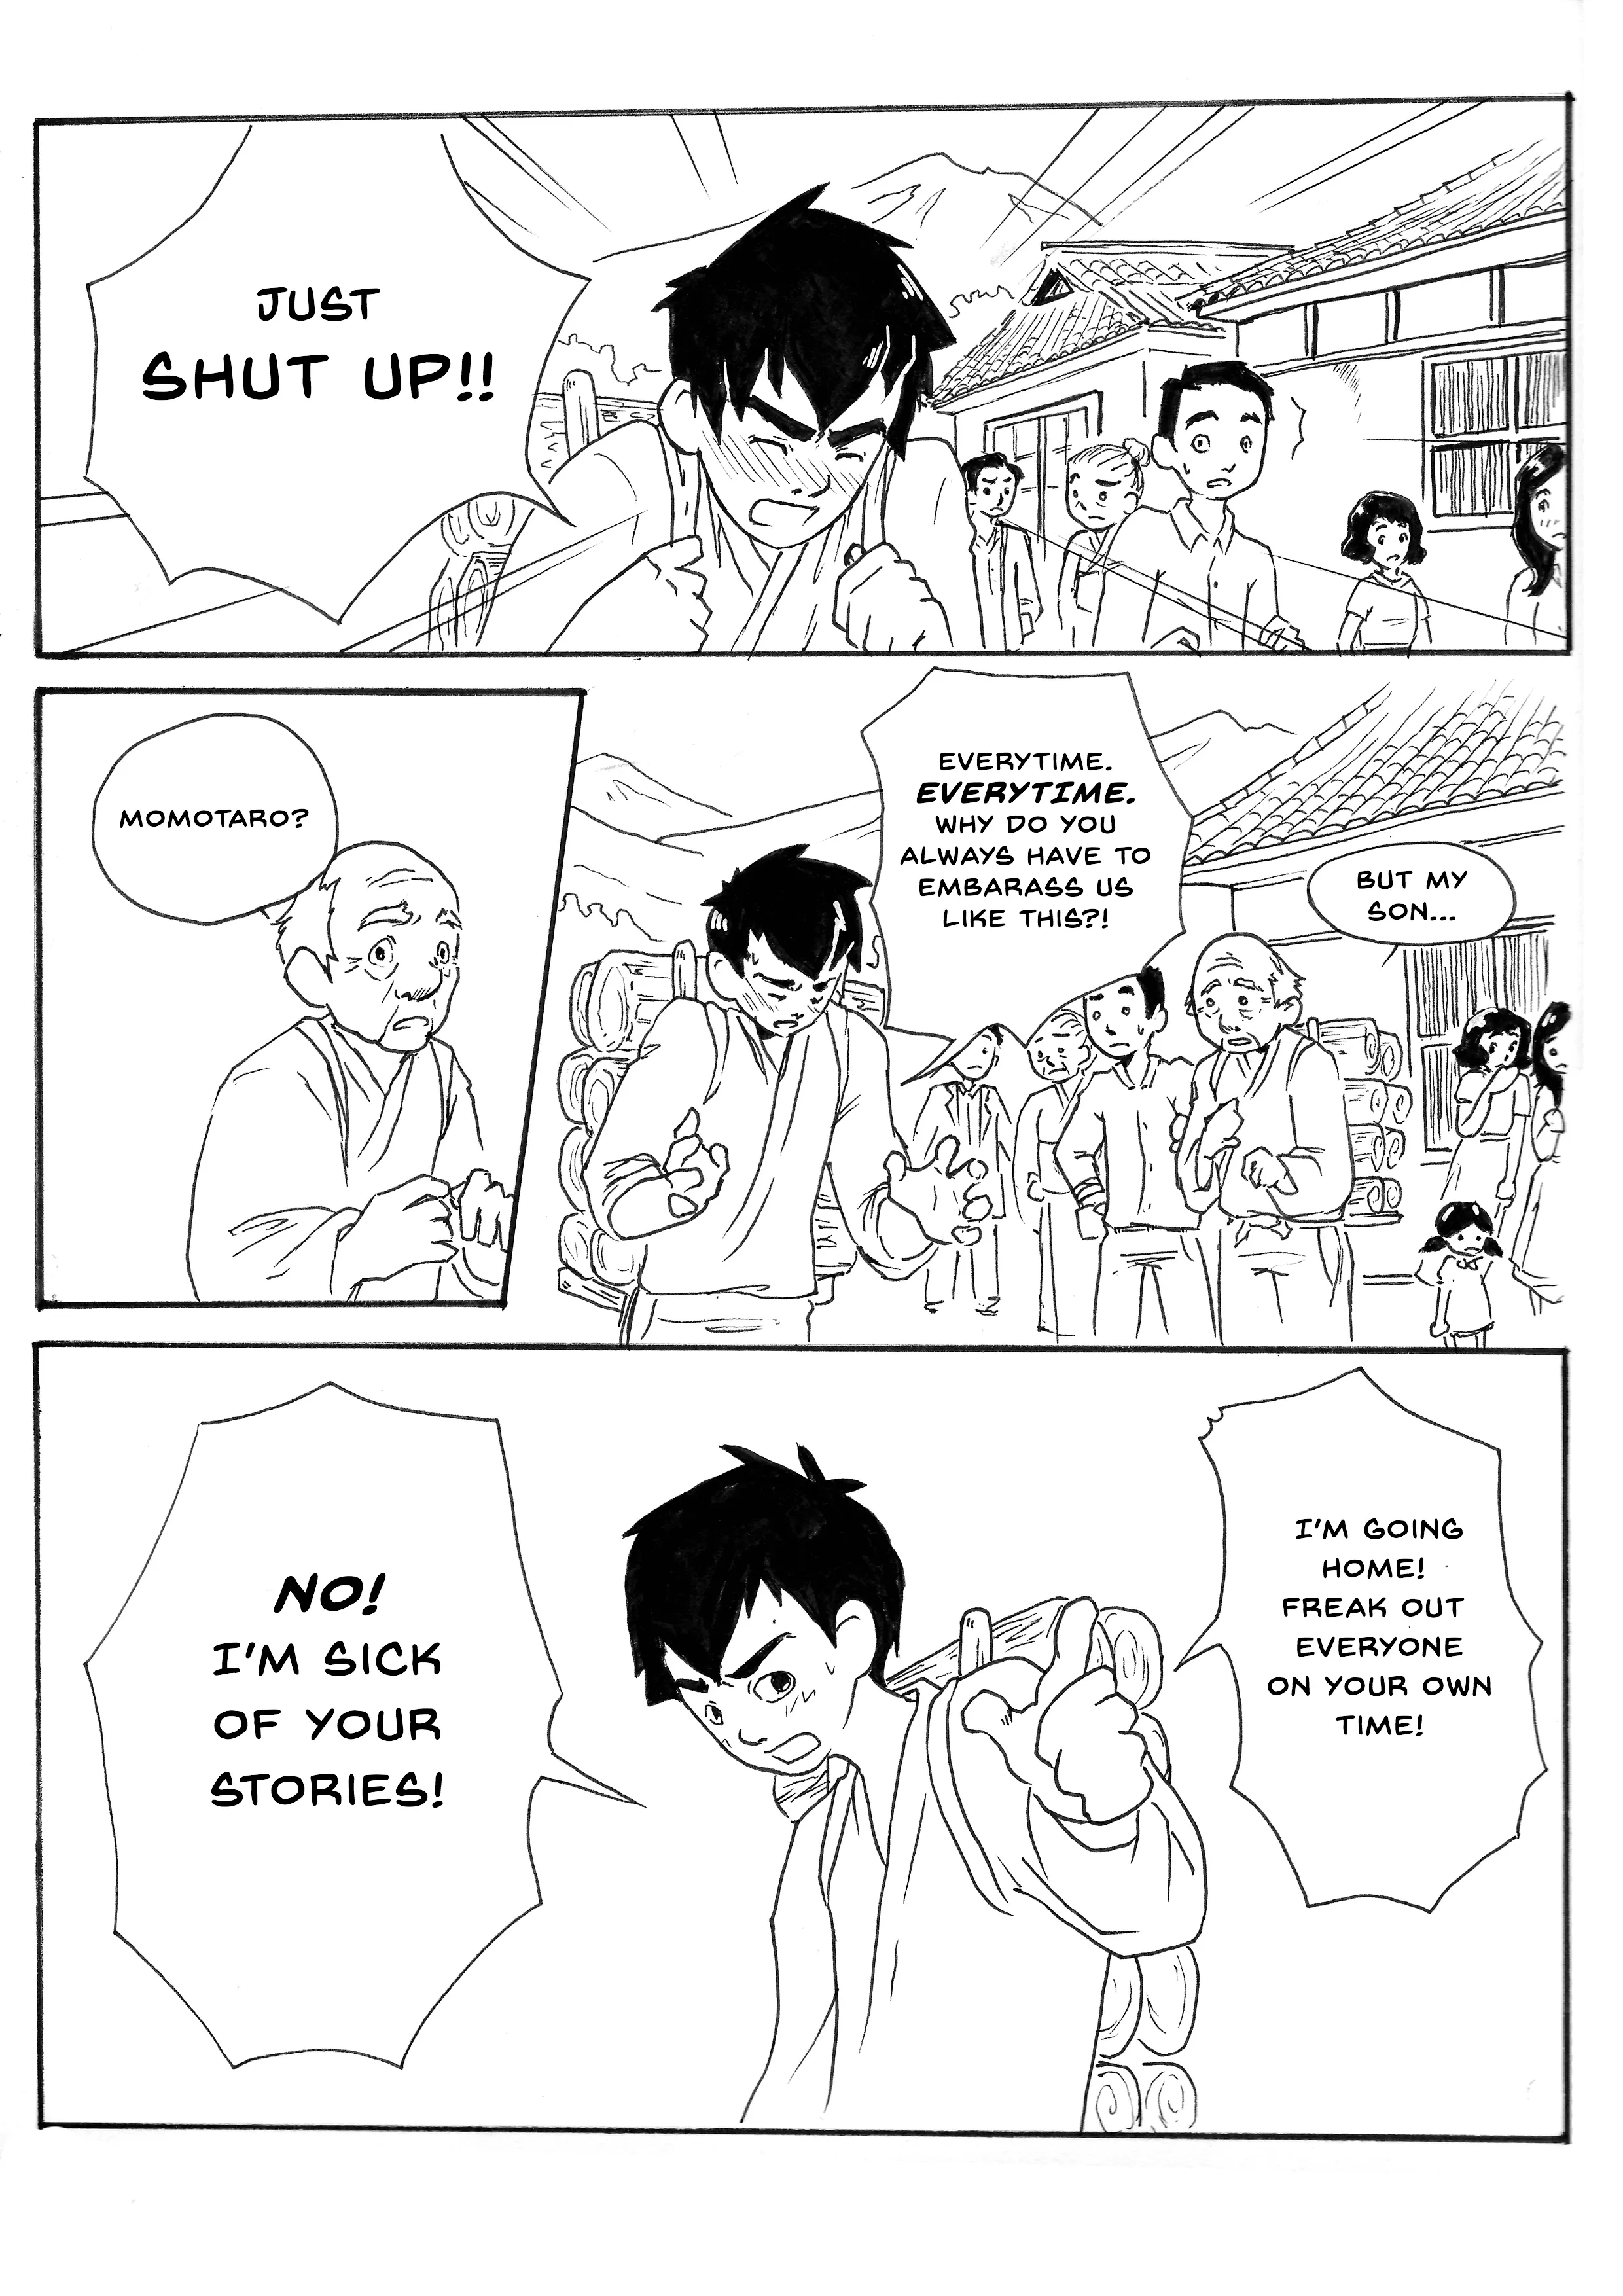 JUST
SHUT UP!!
MOMOTARO?
EVERYTIME.
EVERYTIME.
WHY DO YOU
ALWAYS HAVE TO
EMBARASS US
LIKE THIS?!
BUT MY
SON...
NO!
I'M SICK
OF YOUR
STORIES!
I'M GOING
HOME!
FREAK OUT
EVERYONE
ON YOUR OWN
TIME!